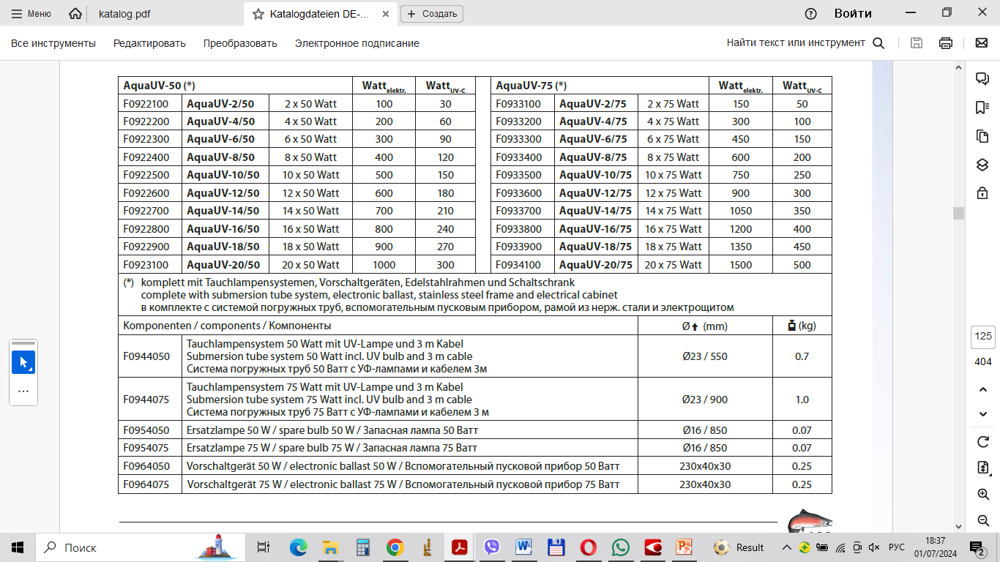 Меню
katalog.pdf
Katalogdateien DE-...
Создать
Войти
Все инструменты
Редактировать
Преобразовать
Электронное подписание
Найти текст или инструмент
AquaUV-50 (*) Watt elektr. Watt UV-C AquaUV-75 (*) Watt elektr. Watt UV-C
F0922100 AquaUV-2/50 2 x 50 Watt 100 30 F0933100 AquaUV-2/75 2 x 75 Watt 150 50
F0922200 AquaUV-4/50 4 x 50 Watt 200 60 F0933200 AquaUV-4/75 4 x 75 Watt 300 100
F0922300 AquaUV-6/50 6 x 50 Watt 300 90 F0933300 AquaUV-6/75 6 x 75 Watt 450 150
F0922400 AquaUV-8/50 8 x 50 Watt 400 120 F0933400 AquaUV-8/75 8 x 75 Watt 600 200
F0922500 AquaUV-10/50 10 x 50 Watt 500 150 F0933500 AquaUV-10/75 10 x 75 Watt 750 250
F0922600 AquaUV-12/50 12 x 50 Watt 600 180 F0933600 AquaUV-12/75 12 x 75 Watt 900 300
F0922700 AquaUV-14/50 14 x 50 Watt 700 210 F0933700 AquaUV-14/75 14 x 75 Watt 1050 350
F0922800 AquaUV-16/50 16 x 50 Watt 800 240 F0933800 AquaUV-16/75 16 x 75 Watt 1200 400
F0922900 AquaUV-18/50 18 x 50 Watt 900 270 F0933900 AquaUV-18/75 18 x 75 Watt 1350 450
F0923100 AquaUV-20/50 20 x 50 Watt 1000 300 F0934100 AquaUV-20/75 20 x 75 Watt 1500 500
(*) komplett mit Tauchlampensystemen, Vorschaltgeräten, Edelstahlrahmen und Schaltschrank
complete with submersion tube system, electronic ballast, stainless steel frame and electrical cabinet
в комплекте с системой погружных труб, вспомогательным пусковым прибором, рамой из нерж. стали и электрощитом
Komponenten / components / Компоненты Ø (mm) (kg)
Tauchlampensystem 50 Watt mit UV-Lampe und 3 m Kabel
F0944050 Submersion tube system 50 Watt incl. UV bulb and 3 m cable Ø23 / 550 0.7
Система погружных труб 50 Ватт с УФ-лампами и кабелем 3м
Tauchlampensystem 75 Watt mit UV-Lampe und 3 m Kabel
F0944075 Submersion tube system 75 Watt incl. UV bulb and 3 m cable Ø23 / 900 1.0
Система погружных труб 75 Ватт с УФ-лампами и кабелем 3 м
F0954050 Ersatzlampe 50 W / spare bulb 50 W / Запасная лампа 50 Ватт Ø16 / 850 0.07
F0954075 Ersatzlampe 75 W / spare bulb 75 W / Запасная лампа 75 Ватт Ø16 / 850 0.07
F0964050 Vorschaltgerät 50 W / electronic ballast 50 W / Вспомогательный пусковой прибор 50 Ватт 230x40x30 0.25
F0964075 Vorschaltgerät 75 W / electronic ballast 75 W / Вспомогательный пусковой прибор 75 Ватт 230x40x30 0.25
125
404
Поиск
Result
РУС
18:37
01/07/2024
2